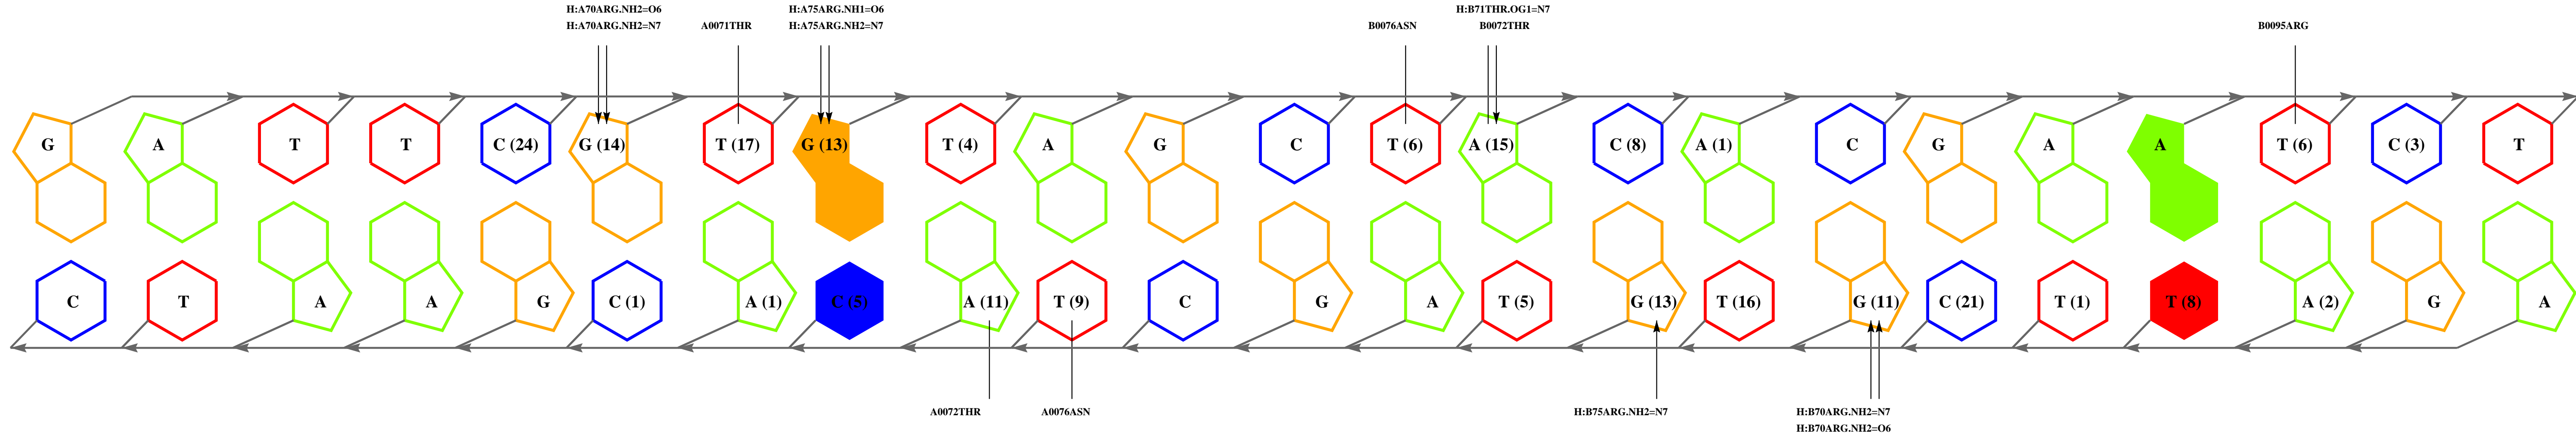 H:A70ARG.NH2=O6 H:A75ARG.NH1=O6 H:B71THR.OG1=N7
H:A70ARG.NH2=N7 A0071THR H:A75ARG.NH2=N7 B0076ASN B0072THR B0095ARG
G A T T C (24) G (14) T (17) G (13) T (4) A G C T (6) A (15) C (8) A (1) C G A A T (6) C (3) T
C T A A G C (1) A (1) C (5) A (11) T (9) C G A T (5) G (13) T (16) G (11) C (21) T (1) T (8) A (2) G A
A0072THR A0076ASN H:B75ARG.NH2=N7 H:B70ARG.NH2=N7
H:B70ARG.NH2=O6